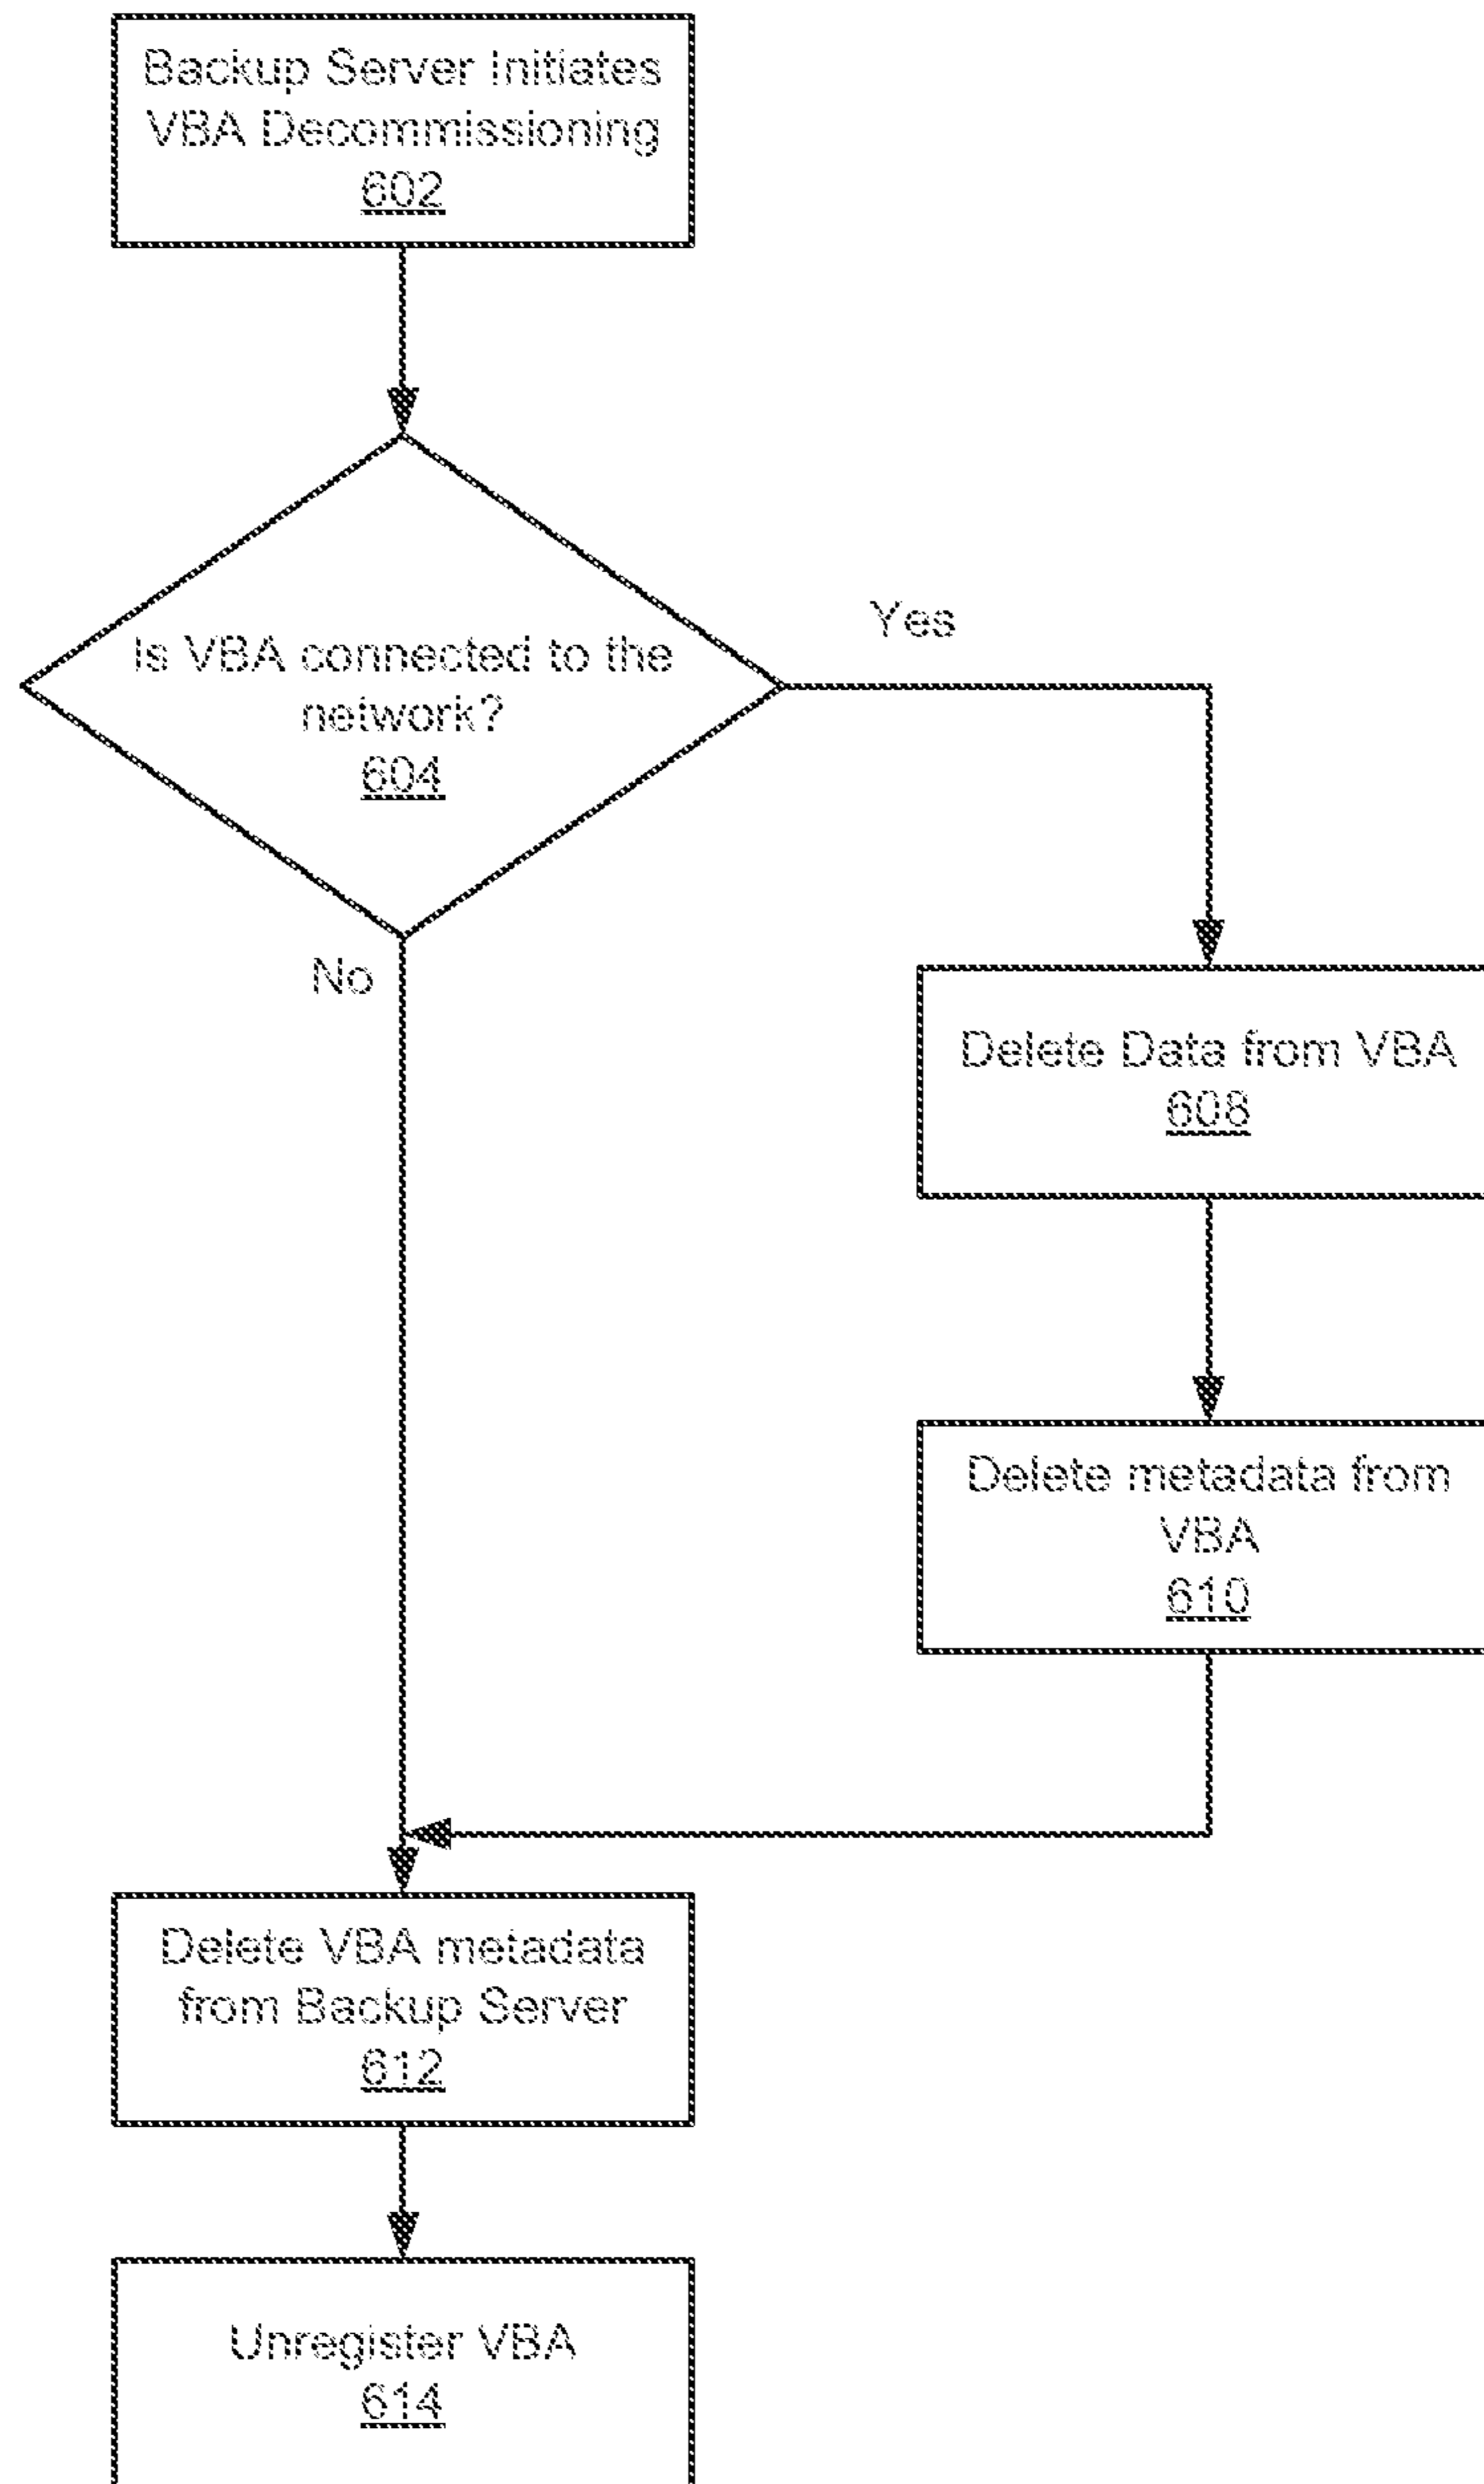 Backup Server Initiates
VBA Decommissioning
602
Is VBA connected to the
network?
604
Yes
No
Delete Data from VBA
608
Delete metadata from
VBA
610
Delete VBA metadata
from Backup Server
612
Unregister VBA
614